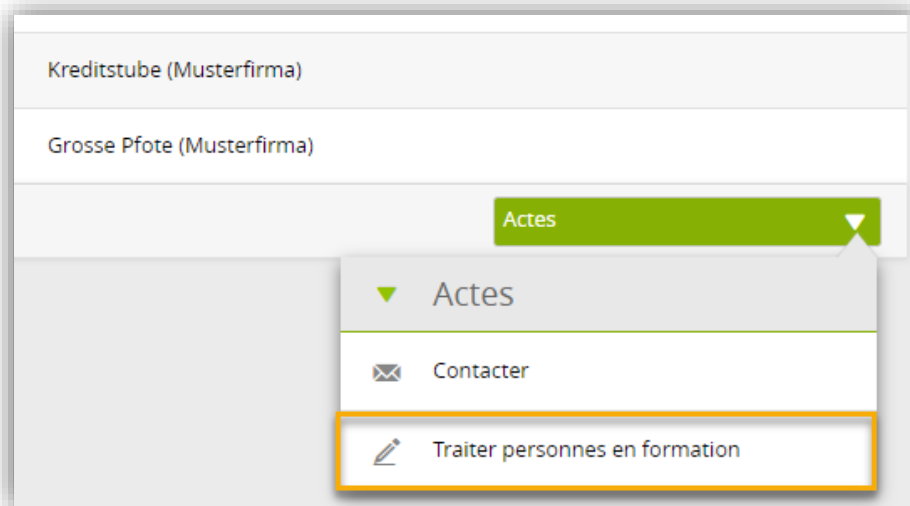 Kreditstube (Musterfirma)
Grosse Pfote (Musterfirma)
Actes
Actes
Contacter
Traiter personnes en formation